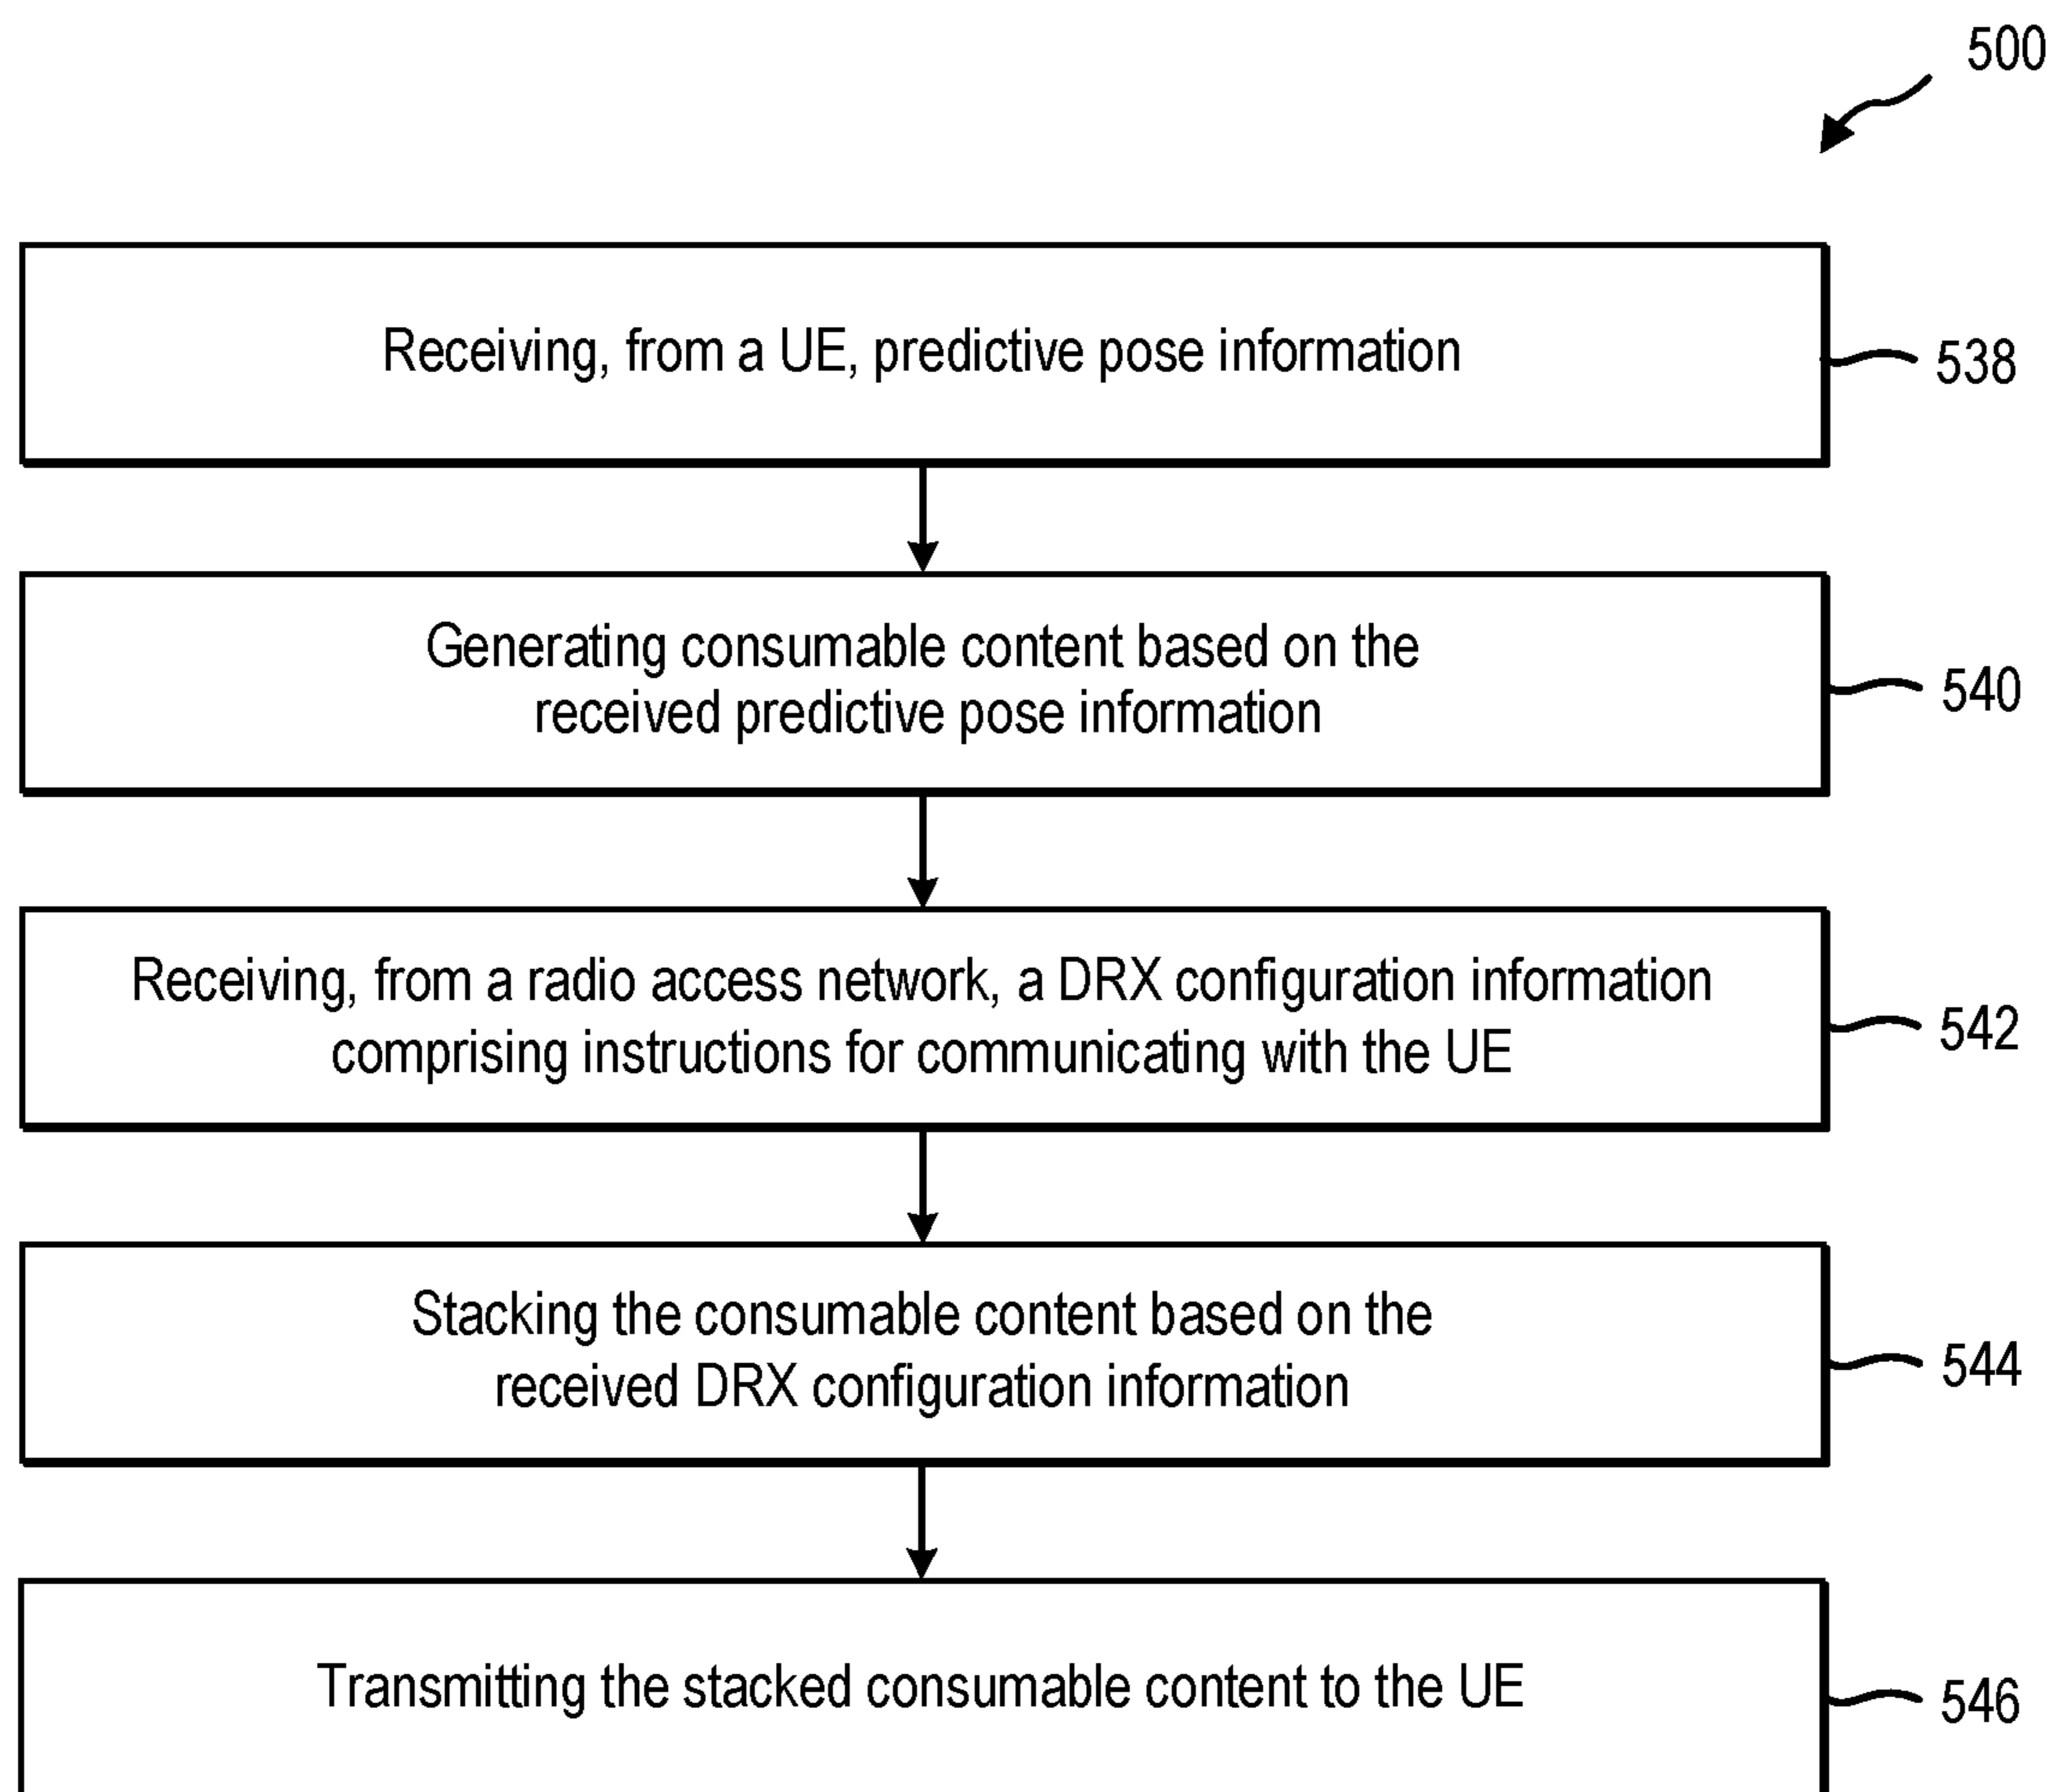 500
Receiving, from a UE, predictive pose information
538
Generating consumable content based on the
received predictive pose information
540
Receiving, from a radio access network, a DRX configuration information
comprising instructions for communicating with the UE
542
Stacking the consumable content based on the
received DRX configuration information
544
Transmitting the stacked consumable content to the UE
546